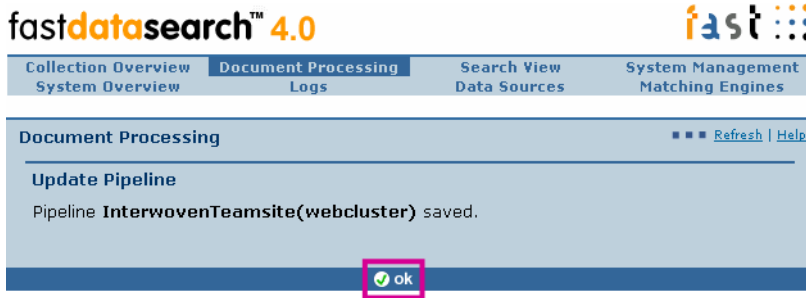 fastdatasearch™ 4.0
fast
Collection Overview Document Processing Search View System Management
System Overview Logs Data Sources Matching Engines
Document Processing Refresh | Help
Update Pipeline
Pipeline InterwovenTeamsite(webcluster) saved.
ok